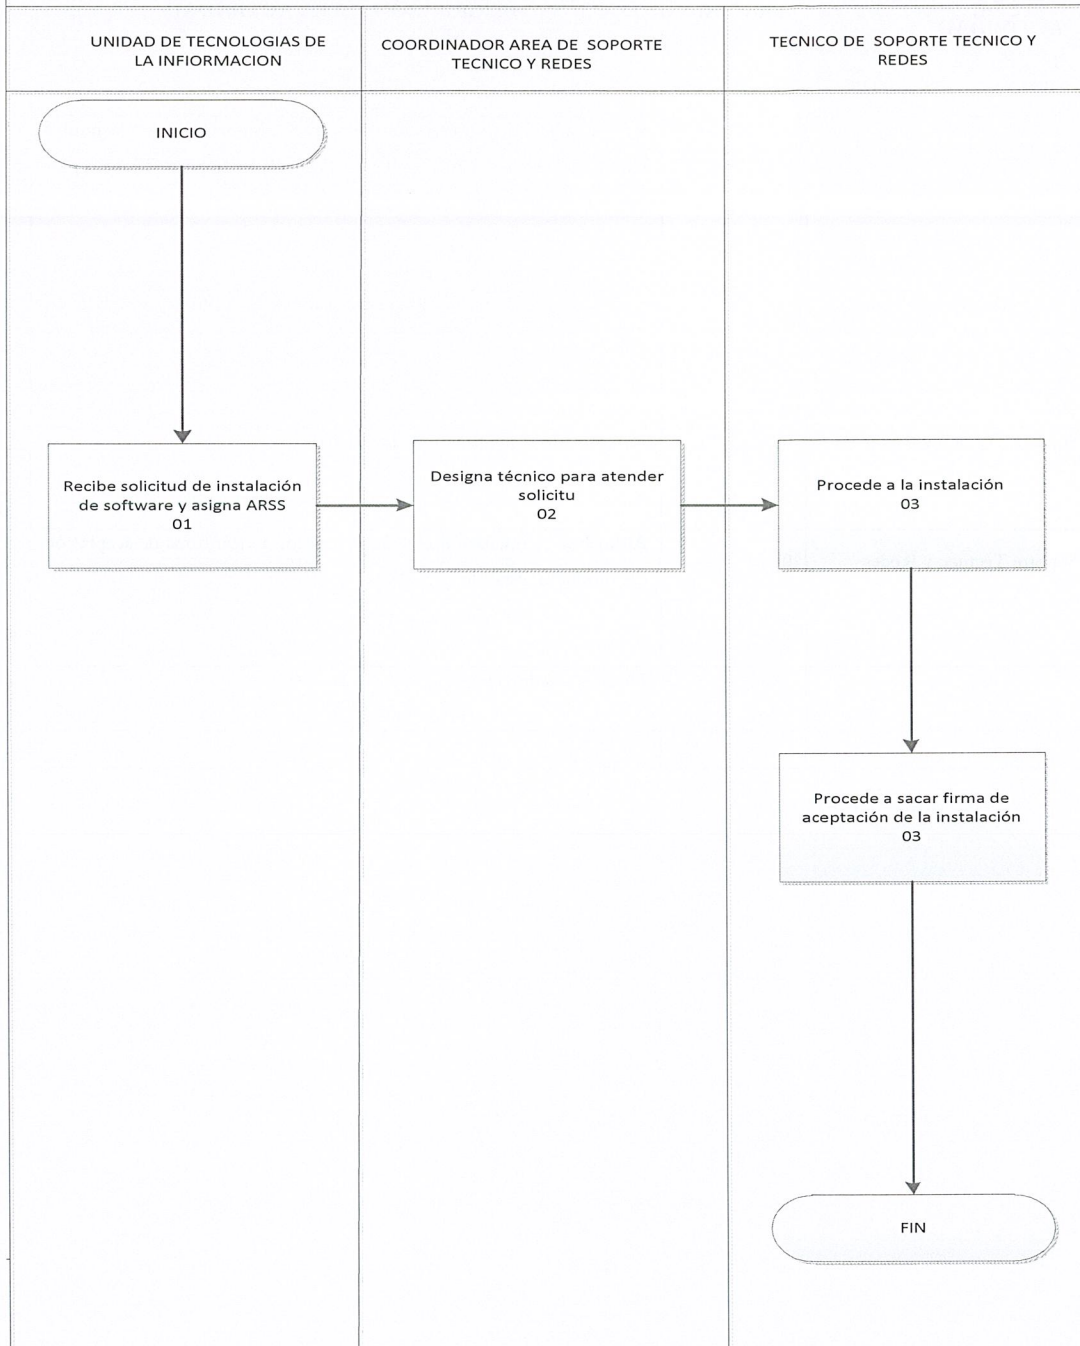 UNIDAD DE TECNOLOGIAS DE
LA INFIORMACION
COORDINADOR AREA DE SOPORTE
TECNICO Y REDES
TECNICO DE SOPORTE TECNICO Y
REDES
INICIO
Recibe solicitud de instalación
de software y asigna ARSS
01
Designa técnico para atender
solicitu
02
Procede a la instalación
03
Procede a sacar firma de
aceptación de la instalación
03
FIN